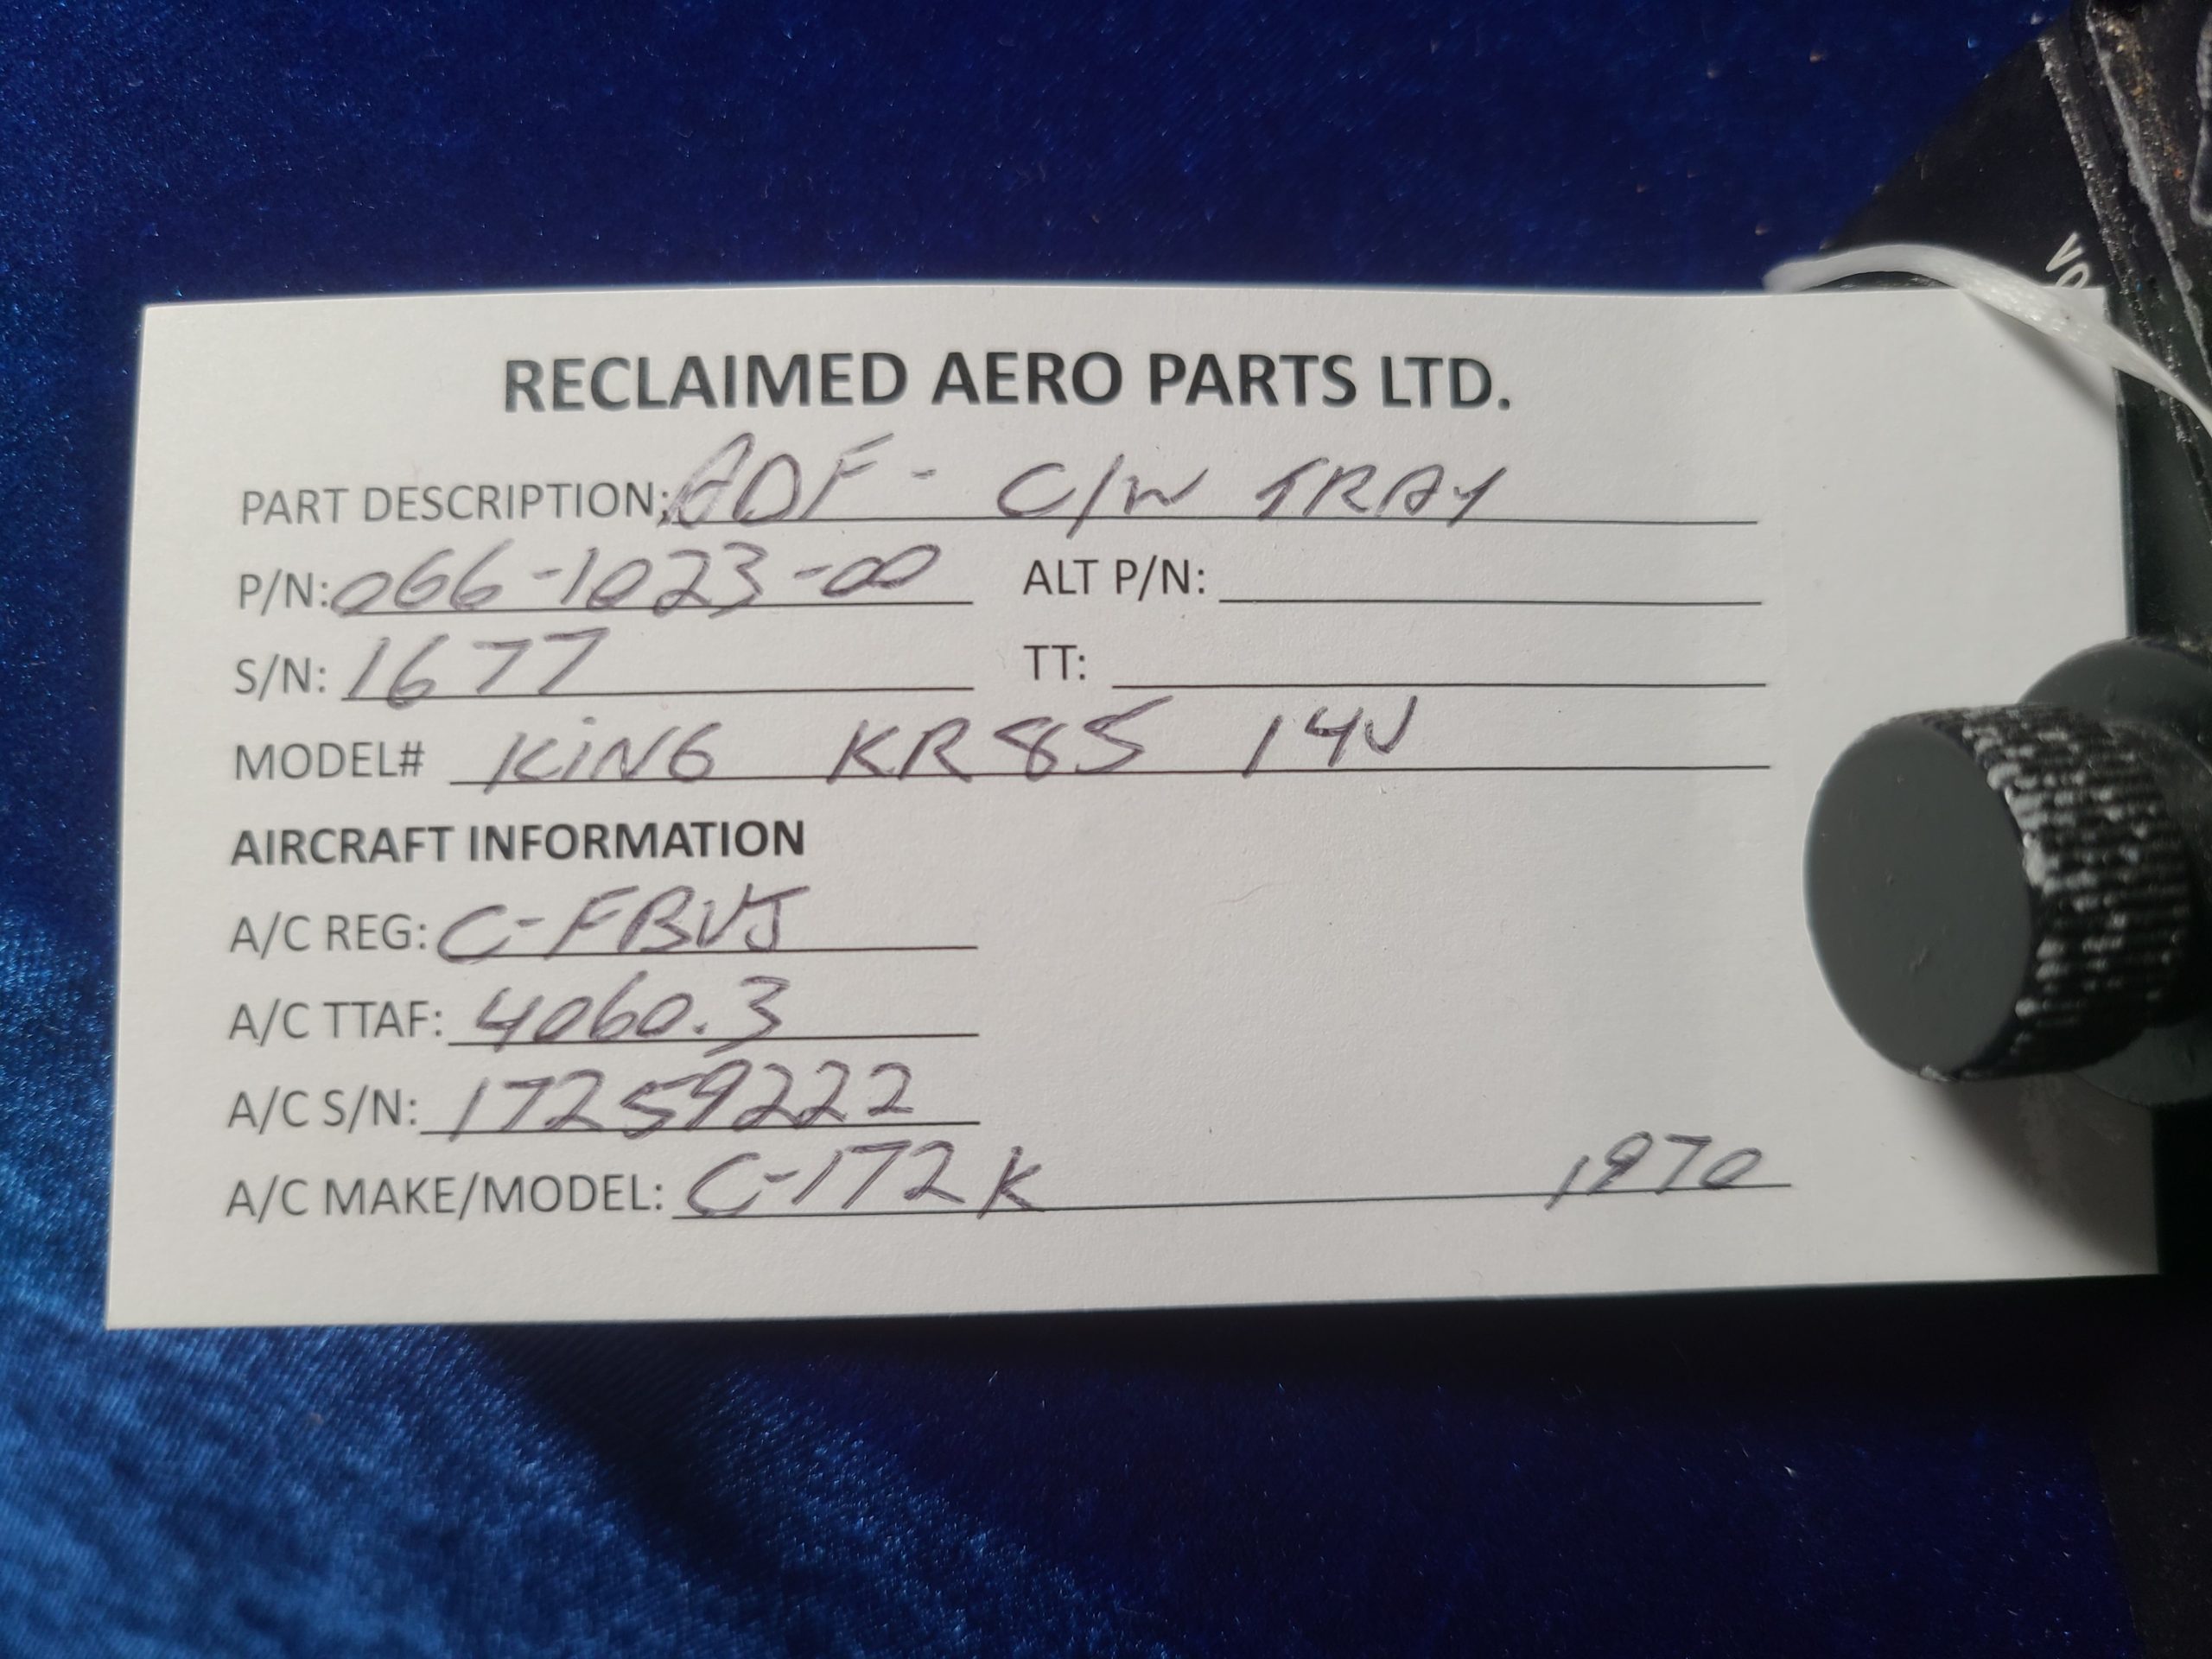 RECLAIMED AERO PARTS LTD.
PART DESCRIPTION: ADF - C/W TRAY
P/N: 066-1023-00 ALT P/N:
S/N: 1677 TT:
MODEL# KING KR85 14V
AIRCRAFT INFORMATION
A/C REG: C-FBVJ
A/C TTAF: 4060.3
A/C S/N: 17259222
A/C MAKE/MODEL: C-172K 1970